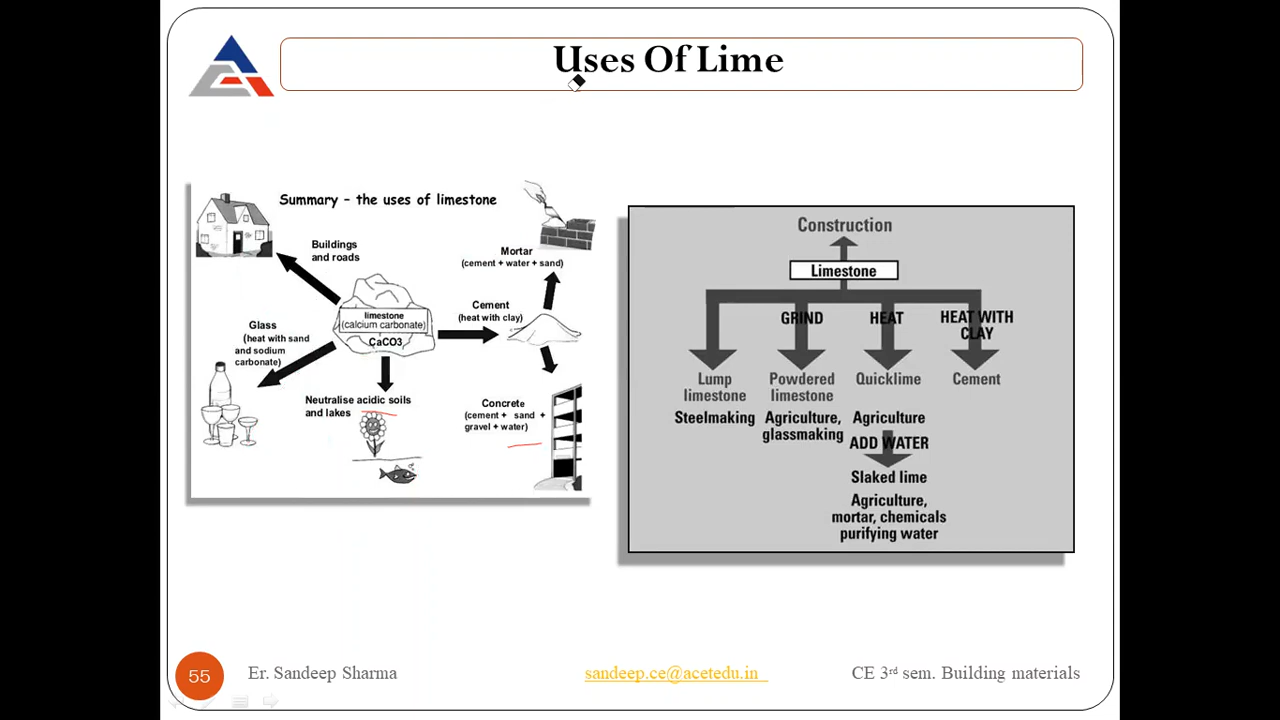 Uses Of Lime
Summary – the uses of limestone
Buildings
and roads
Mortar
(cement + water + sand)
limestone
(calcium carbonate)
CaCO3
Cement
(heat with clay)
Glass
(heat with sand
and sodium
carbonate)
Neutralise acidic soils
and lakes
Concrete
(cement + sand +
gravel + water)
Construction
Limestone
GRIND
HEAT
HEAT WITH
CLAY
Lump
limestone
Powdered
limestone
Quicklime
Cement
Steelmaking
Agriculture,
glassmaking
Agriculture
ADD WATER
Slaked lime
Agriculture,
mortar, chemicals
purifying water
55
Er. Sandeep Sharma
sandeep.ce@acetedu.in
CE 3rd sem. Building materials